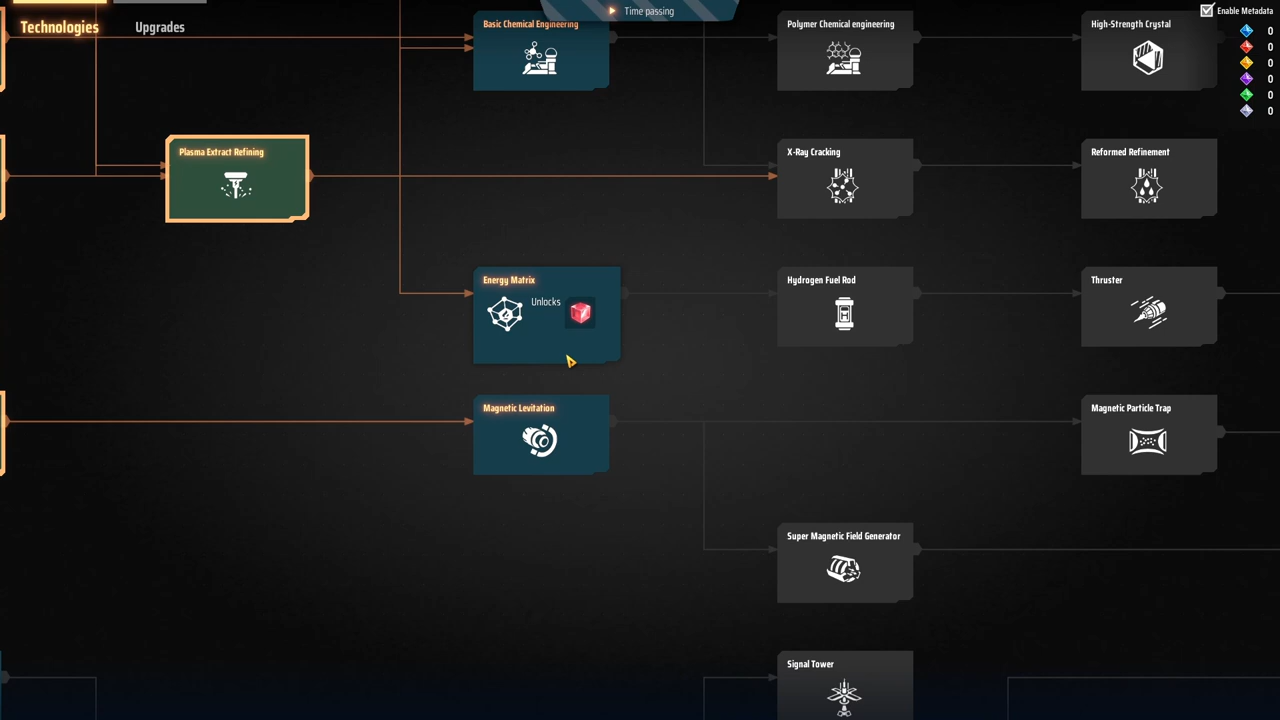 Time passing
Enable Metadata
Technologies
Upgrades
0
0
0
0
0
0
Basic Chemical Engineering
Polymer Chemical engineering
High-Strength Crystal
Plasma Extract Refining
X-Ray Cracking
Reformed Refinement
Energy Matrix
Unlocks
Hydrogen Fuel Rod
Thruster
Magnetic Levitation
Magnetic Particle Trap
Super Magnetic Field Generator
Signal Tower